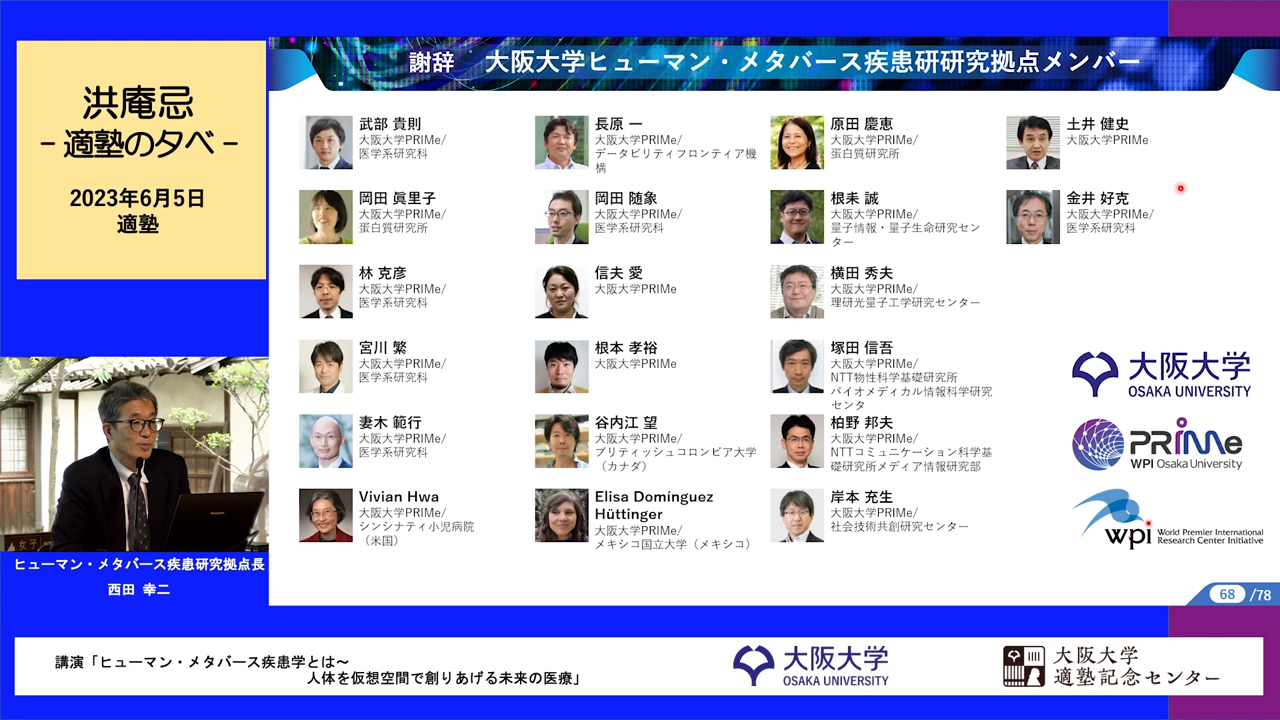 洪庵忌
- 適塾の夕べ -
2023年6月5日
適塾
謝辞 大阪大学ヒューマン・メタバース疾患研研究拠点メンバー
武部 貴則
大阪大学PRIMe/
医学系研究科
長原 一
大阪大学PRIMe/
データビリティフロンティア機
構
原田 慶恵
大阪大学PRIMe/
蛋白質研究所
土井 健史
大阪大学PRIMe
岡田 眞里子
大阪大学PRIMe/
蛋白質研究所
岡田 随象
大阪大学PRIMe/
医学系研究科
根来 誠
大阪大学PRIMe/
量子情報・量子生命研究セン
ター
金井 好克
大阪大学PRIMe/
医学系研究科
林 克彦
大阪大学PRIMe/
医学系研究科
信夫 愛
大阪大学PRIMe
横田 秀夫
大阪大学PRIMe/
理研光量子工学研究センター
宮川 繁
大阪大学PRIMe/
医学系研究科
根本 孝裕
大阪大学PRIMe
塚田 信吾
大阪大学PRIMe/
NTT物性科学基礎研究所
バイオメディカル情報科学研究
センタ
妻木 範行
大阪大学PRIMe/
医学系研究科
谷内江 望
大阪大学PRIMe/
ブリティッシュコロンビア大学
（カナダ）
柏野 邦夫
大阪大学PRIMe/
NTTコミュニケーション科学基
礎研究所メディア情報研究部
Vivian Hwa
大阪大学PRIMe/
シンシナティ小児病院
（米国）
Elisa Domínguez
Hüttinger
大阪大学PRIMe/
メキシコ国立大学（メキシコ）
岸本 充生
大阪大学PRIMe/
社会技術共創研究センター
大阪大学
OSAKA UNIVERSITY
PRiMe
WPI Osaka University
wpi World Premier International
Research Center Initiative
68 /78
女子
Panasonic
ヒューマン・メタバース疾患研究拠点長
西田 幸二
講演「ヒューマン・メタバース疾患学とは～
人体を仮想空間で創りあげる未来の医療」
大阪大学
OSAKA UNIVERSITY
大阪大学
適塾記念センター